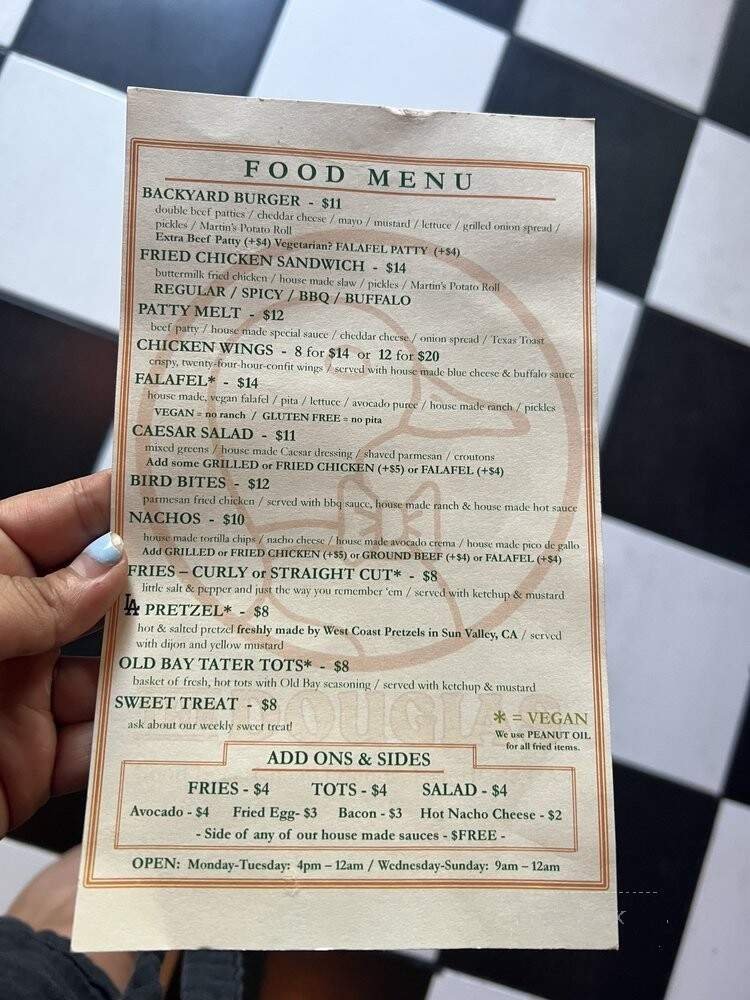 FOOD MENU
BACKYARD BURGER - $11
double beef patties / cheddar cheese / mayo / mustard / lettuce / grilled onion spread /
pickles / Martin's Potato Roll
Extra Beef Patty (+$4) Vegetarian? FALAFEL PATTY (+$4)
FRIED CHICKEN SANDWICH - $14
buttermilk fried chicken / house made slaw / pickles / Martin's Potato Roll
REGULAR / SPICY / BBQ / BUFFALO
PATTY MELT - $12
beef patty / house made special sauce / cheddar cheese / onion spread / Texas Toast
CHICKEN WINGS - 8 for $14 or 12 for $20
crispy, twenty-four-hour-confit wings / served with house made blue cheese & buffalo sauce
FALAFEL* - $14
house made, vegan falafel / pita / lettuce / avocado puree / house made ranch / pickles
VEGAN = no ranch / GLUTEN FREE = no pita
CAESAR SALAD - $11
mixed greens / house made Caesar dressing / shaved parmesan / croutons
Add some GRILLED or FRIED CHICKEN (+$5) or FALAFEL (+$4)
BIRD BITES - $12
parmesan fried chicken / served with bbq sauce, house made ranch & house made hot sauce
NACHOS - $10
house made tortilla chips / nacho cheese / house made avocado crema / house made pico de gallo
Add GRILLED or FRIED CHICKEN (+$5) or GROUND BEEF (+$4) or FALAFEL (+$4)
FRIES – CURLY or STRAIGHT CUT* - $8
little salt & pepper and just the way you remember 'em / served with ketchup & mustard
LA PRETZEL* - $8
hot & salted pretzel freshly made by West Coast Pretzels in Sun Valley, CA / served
with dijon and yellow mustard
OLD BAY TATER TOTS* - $8
basket of fresh, hot tots with Old Bay seasoning / served with ketchup & mustard
SWEET TREAT - $8
ask about our weekly sweet treat!
* = VEGAN
We use PEANUT OIL
for all fried items.
ADD ONS & SIDES
FRIES - $4 TOTS - $4 SALAD - $4
Avocado - $4 Fried Egg- $3 Bacon - $3 Hot Nacho Cheese - $2
- Side of any of our house made sauces - $FREE -
OPEN: Monday-Tuesday: 4pm – 12am / Wednesday-Sunday: 9am – 12am